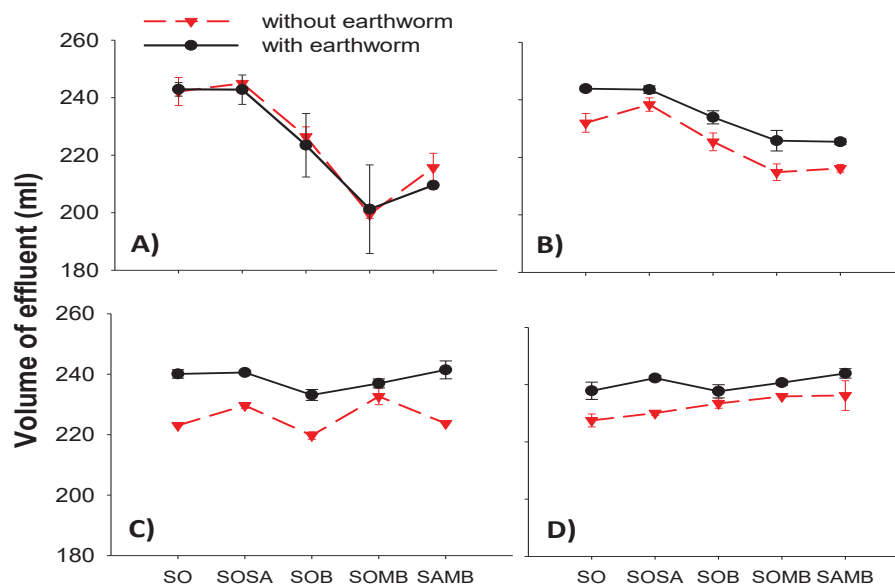 without earthworm
with earthworm
260
240
220
200
180
A)
B)
Volume of effluent (ml)
260
240
220
200
180
C)
D)
SO SOSA SOB SOMB SAMB
SO SOSA SOB SOMB SAMB